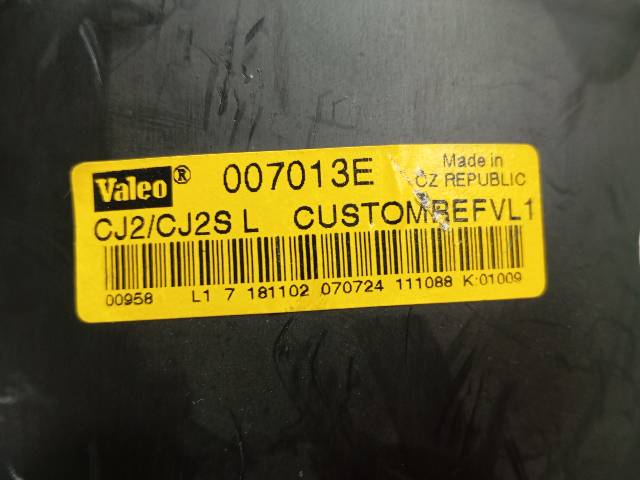 Valeo® 007013E Made in
CZ REPUBLIC
CJ2/CJ2S L CUSTOMREFVL1
00958 L1 7 181102 070724 111088 K:01009